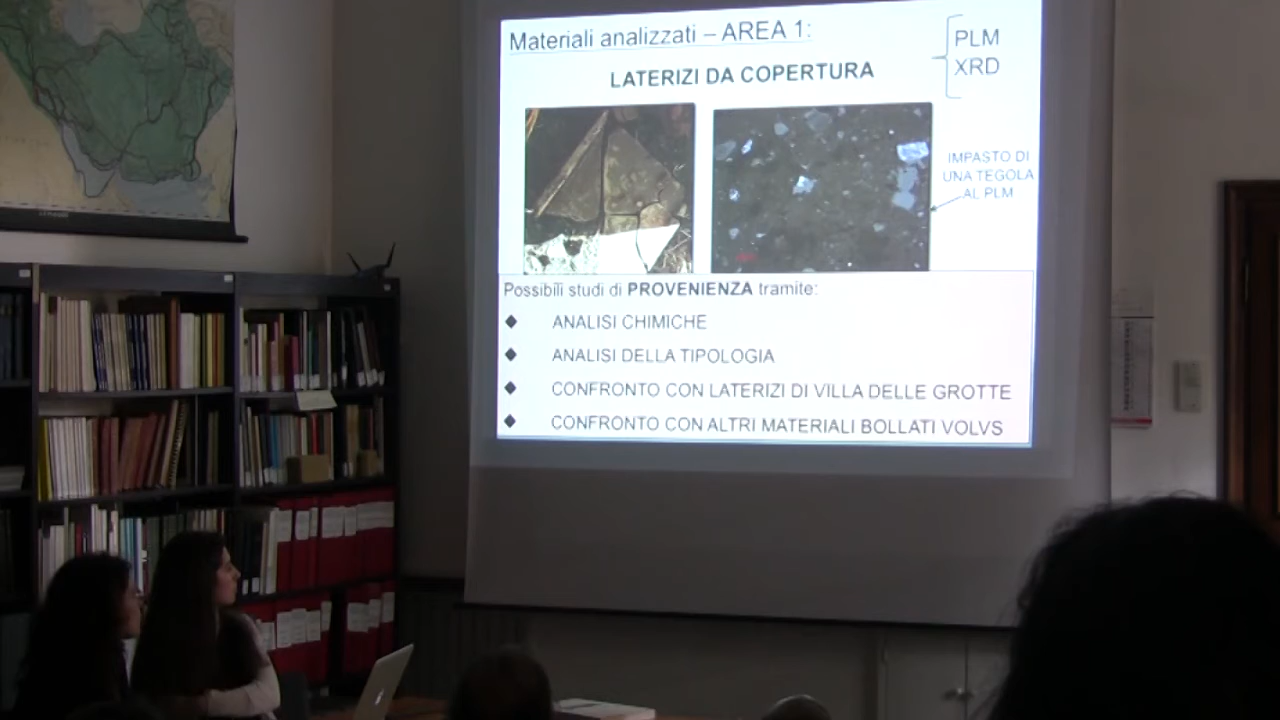 Materiali analizzati – AREA 1:
PLM
XRD
LATERIZI DA COPERTURA
IMPASTO DI
UNA TEGOLA
AL PLM
Possibili studi di PROVENIENZA tramite:
ANALISI CHIMICHE
ANALISI DELLA TIPOLOGIA
CONFRONTO CON LATERIZI DI VILLA DELLE GROTTE
CONFRONTO CON ALTRI MATERIALI BOLLATI VOLVS